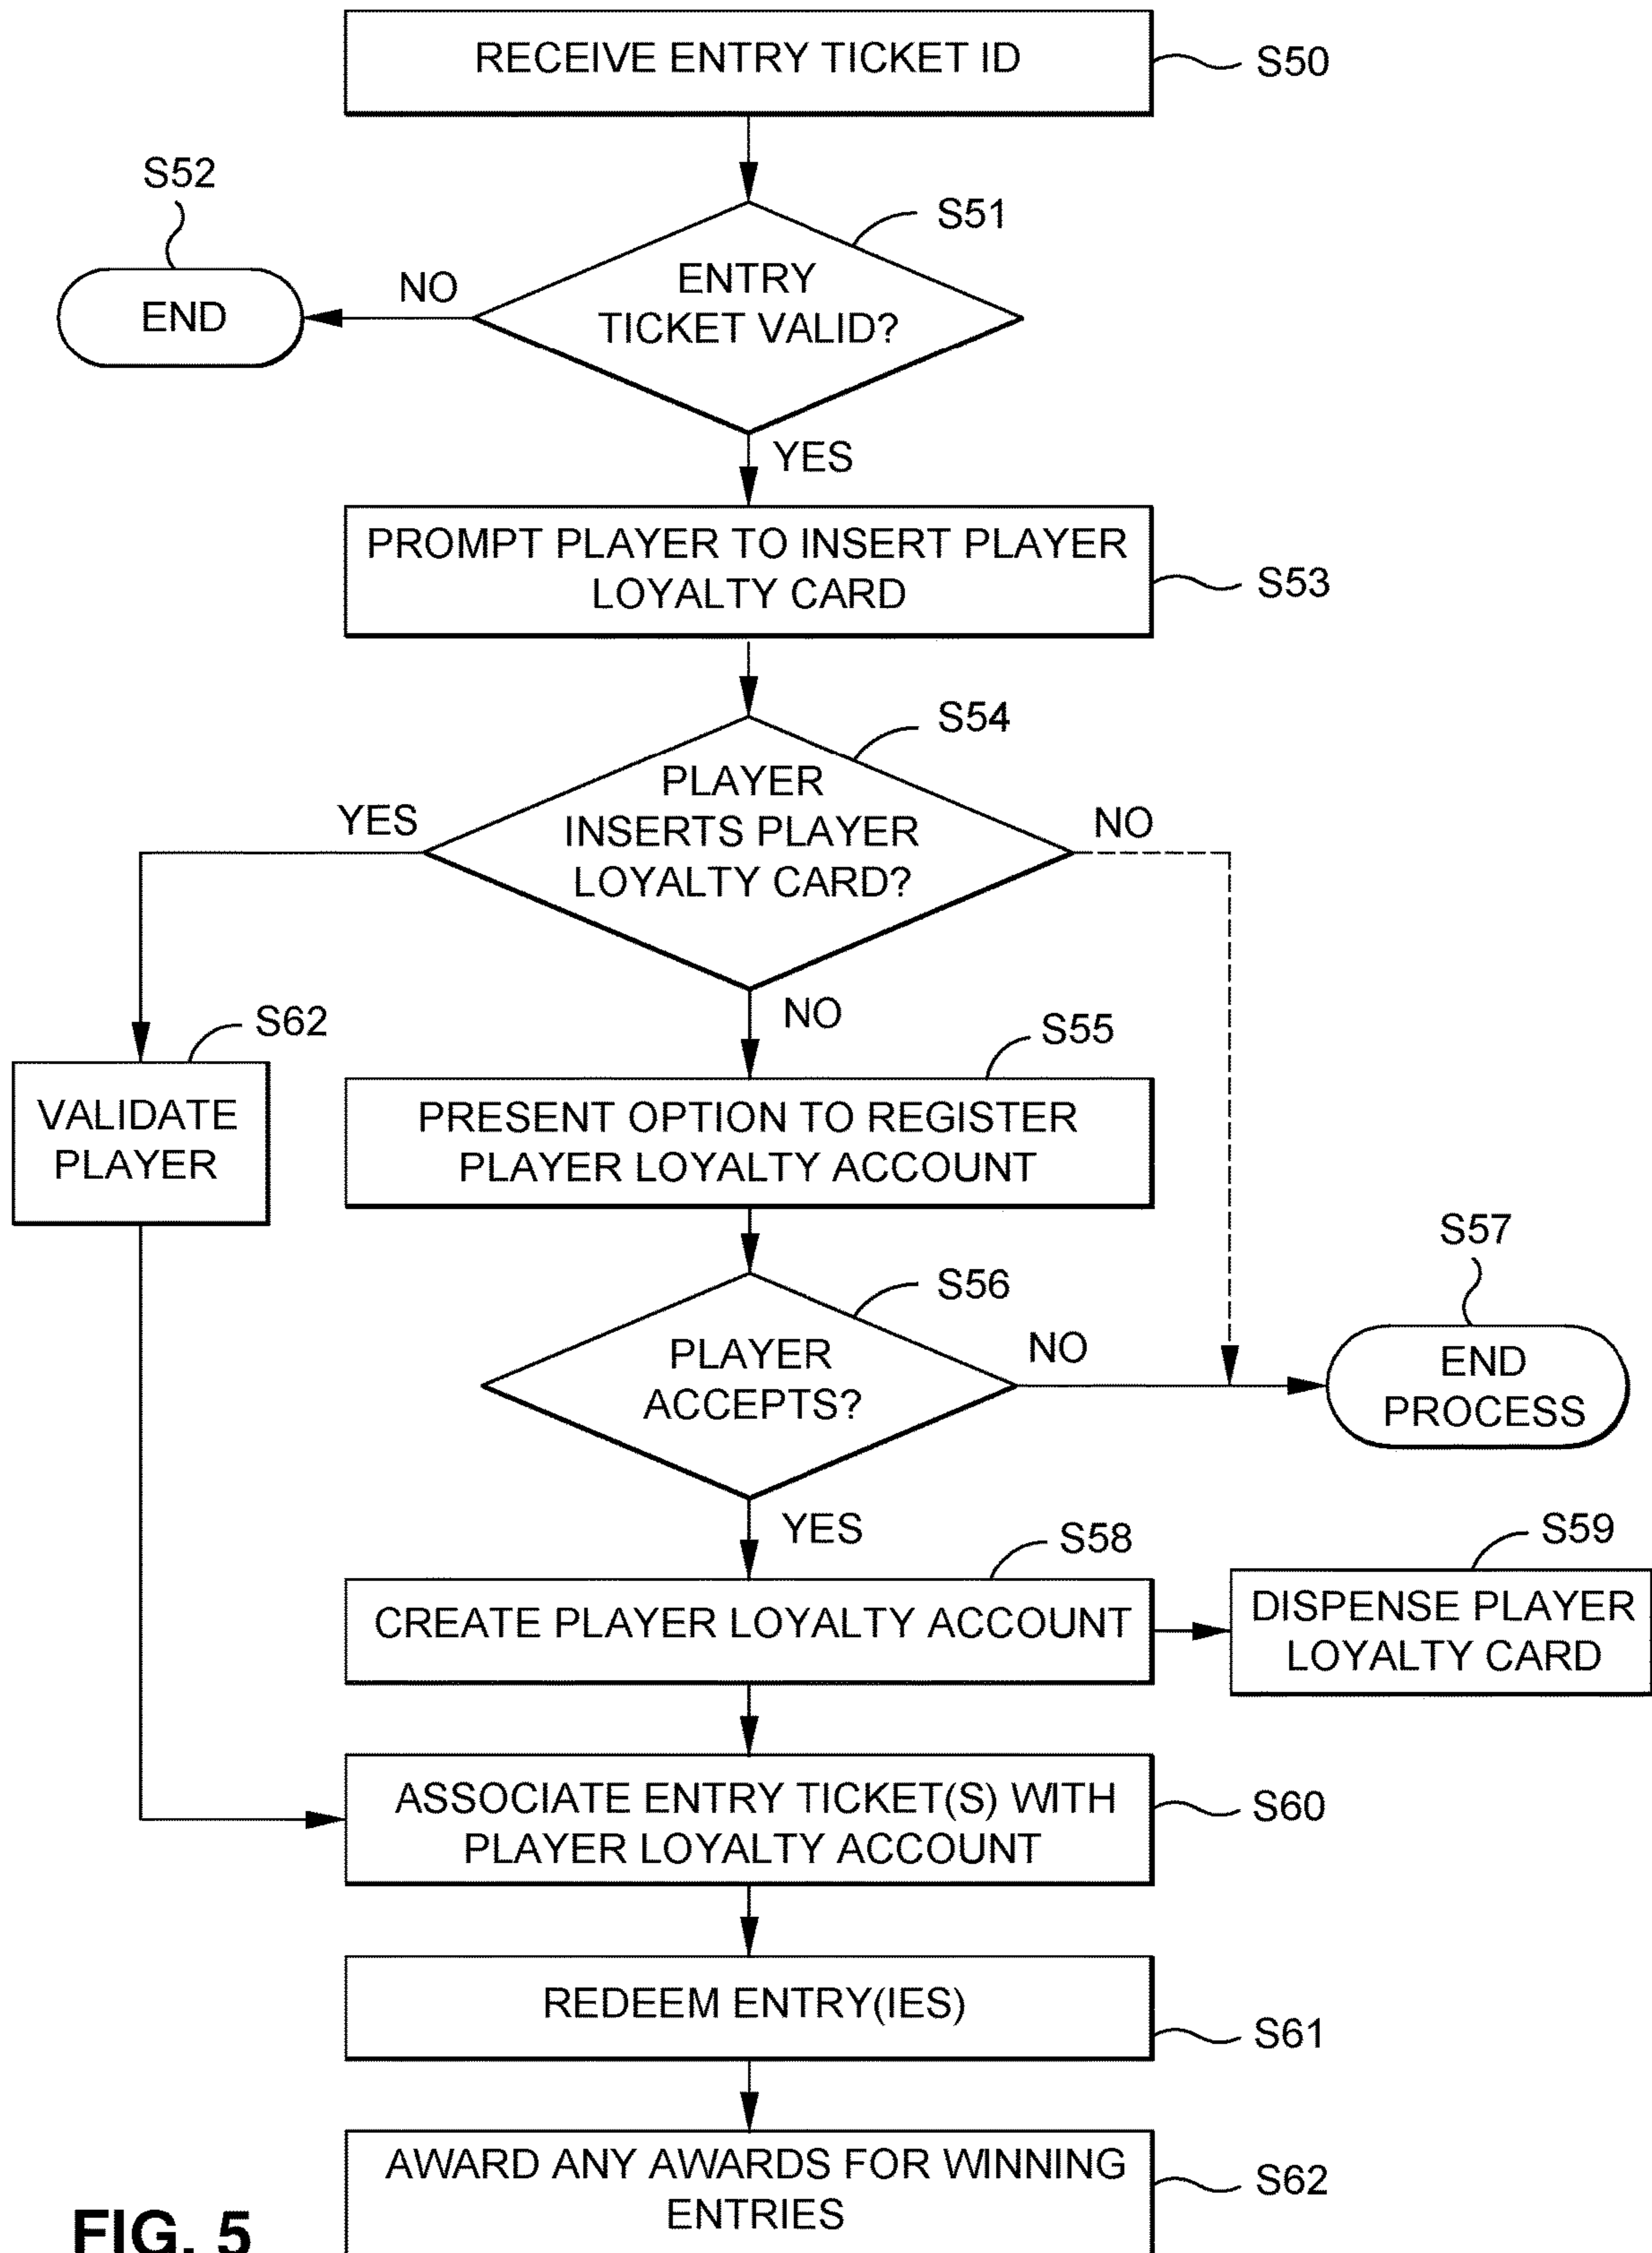 RECEIVE ENTRY TICKET ID
S50
S52
S51
END
NO
ENTRY
TICKET VALID?
YES
PROMPT PLAYER TO INSERT PLAYER
LOYALTY CARD
S53
S54
YES
PLAYER
INSERTS PLAYER
LOYALTY CARD?
NO
NO
S62
S55
VALIDATE
PLAYER
PRESENT OPTION TO REGISTER
PLAYER LOYALTY ACCOUNT
S57
S56
PLAYER
ACCEPTS?
NO
END
PROCESS
YES
S58
S59
CREATE PLAYER LOYALTY ACCOUNT
DISPENSE PLAYER
LOYALTY CARD
ASSOCIATE ENTRY TICKET(S) WITH
PLAYER LOYALTY ACCOUNT
S60
REDEEM ENTRY(IES)
S61
AWARD ANY AWARDS FOR WINNING
ENTRIES
S62
FIG. 5